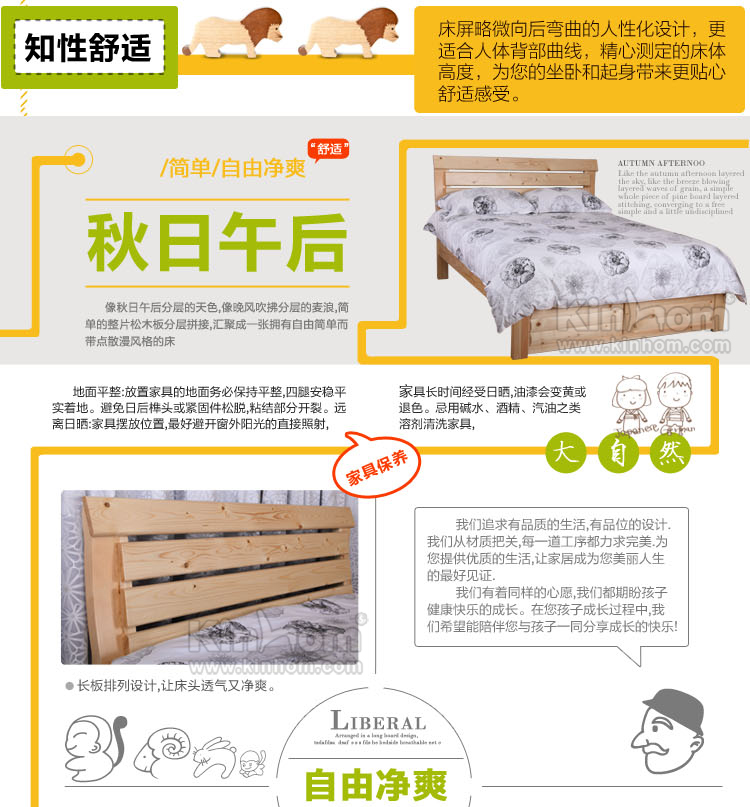 知性舒适
床屏略微向后弯曲的人性化设计，更
适合人体背部曲线，精心测定的床体
高度，为您的坐卧和起身带来更贴心
舒适感受。
/简单/自由净爽
“舒适”
秋日午后
像秋日午后分层的天色,像晚风吹拂分层的麦浪,简
单的整片松木板分层拼接,汇聚成一张拥有自由简单而
带点散漫风格的床
AUTUMN AFTERNOO
Like the autumn afternoon layered
the sky, like the breeze blowing
layered waves of grain, a simple
whole piece of pine board layered
stitching, converging to a free
simple and a little undisciplined
Kinhom
www.kinhom.com
地面平整:放置家具的地面务必保持平整,四腿安稳平
实着地。避免日后榫头或紧固件松脱,粘结部分开裂。远
离日晒:家具摆放位置,最好避开窗外阳光的直接照射,
家具长时间经受日晒,油漆会变黄或
退色。忌用碱水、酒精、汽油之类
溶剂清洗家具,
Japanese
大自然
家具保养
Kinhom®
www.kinhom.com
长板排列设计,让床头透气又净爽。
我们追求有品质的生活,有品位的设计.
我们从材质把关,每一道工序都力求完美.为
您提供优质的生活,让家居成为您美丽人生
的最好见证.
我们有着同样的心愿,我们都期盼孩子
健康快乐的成长。在您孩子成长过程中,我
们希望能陪伴您与孩子一同分享成长的快乐!
LIBERAL
Arranged in a long board design,
自由净爽